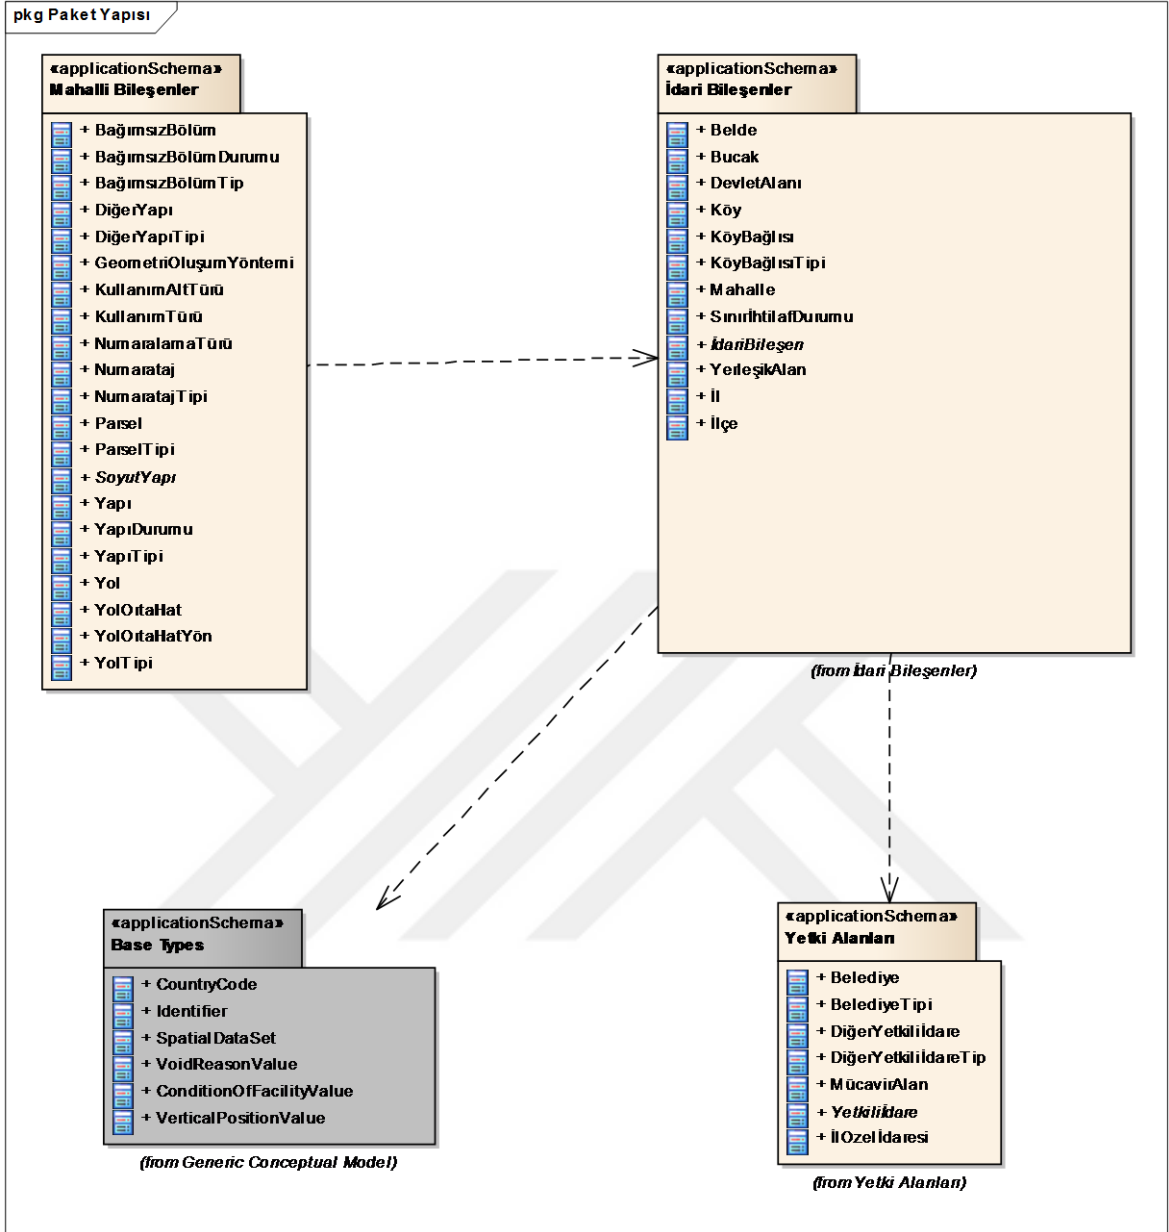 pkg Paket Yapısı
«applicationSchema»
Mahalli Bileşenler
+ BağımsızBölüm
+ BağımsızBölümDurumu
+ BağımsızBölümTip
+ DiğerYapı
+ DiğerYapıTipi
+ GeometriOluşumYöntemi
+ KullanımAltTürü
+ KullanımTürü
+ NumaralamaTürü
+ Numarataj
+ NumaratajTipi
+ Parsel
+ ParselTipi
+ SoyutYapı
+ Yapı
+ YapıDurumu
+ YapıTipi
+ Yol
+ YolOrtaHat
+ YolOrtaHatYön
+ YolTipi
«applicationSchema»
İdari Bileşenler
+ Belde
+ Bucak
+ DevletAlanı
+ Köy
+ KöyBağlısı
+ KöyBağlısıTipi
+ Mahalle
+ SınırİhtilafDurumu
+ İdariBileşen
+ YerleşikAlan
+ İl
+ İlçe
(from İdari Bileşenler)
«applicationSchema»
Base Types
+ CountryCode
+ Identifier
+ SpatialDataSet
+ VoidReasonValue
+ ConditionOfFacilityValue
+ VerticalPositionValue
(from Generic Conceptual Model)
«applicationSchema»
Yetki Alanları
+ Belediye
+ BelediyeTipi
+ DiğerYetkiliİdare
+ DiğerYetkiliİdareTip
+ MücavirAlan
+ Yetkiliİdare
+ İlOzelİdaresi
(from Yetki Alanları)